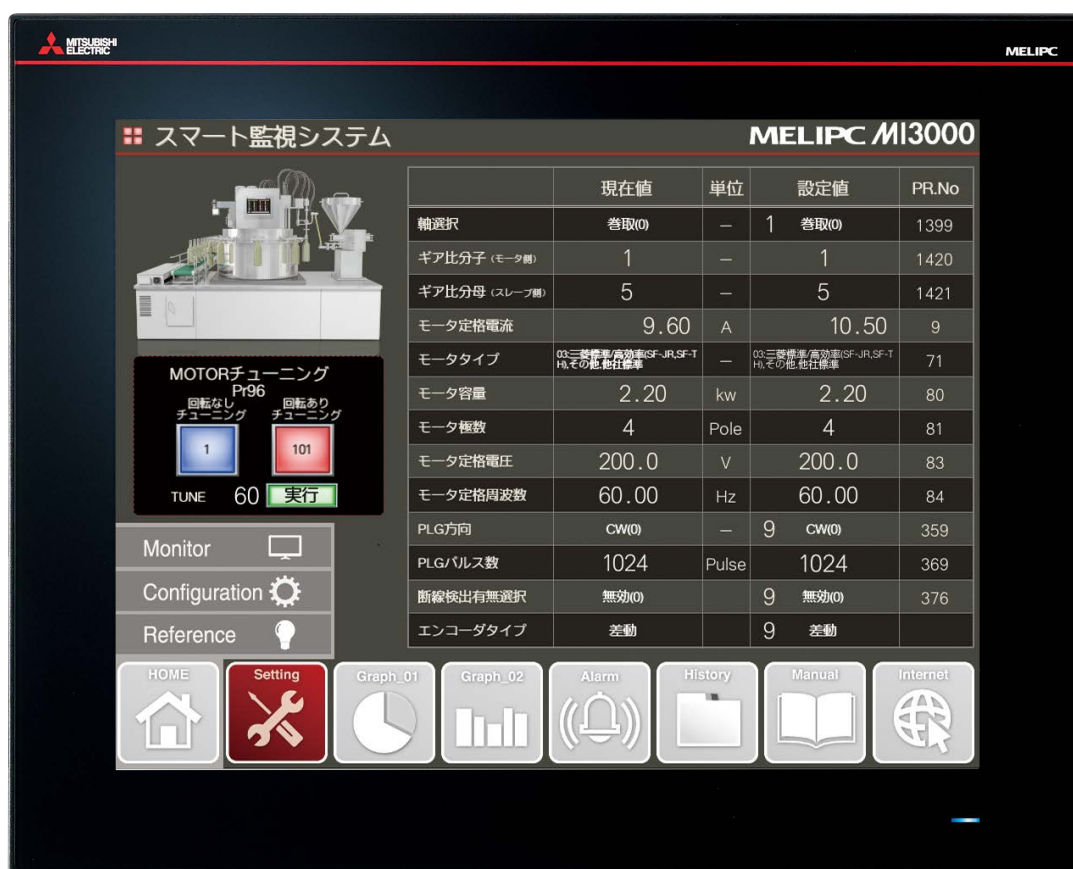 MITSUBISHI
ELECTRIC
MELIPC
スマート監視システム
MELIPC MI3000
現在値 単位 設定値 PR.No
軸選択 巻取(0) － 1 巻取(0) 1399
ギア比分子（モータ側） 1 － 1 1420
ギア比分母（スレーブ側） 5 － 5 1421
モータ定格電流 9.60 A 10.50 9
モータタイプ 03:三菱標準/高効率(SF-JR,SF-T － 03:三菱標準/高効率(SF-JR,SF-T 71
H),その他,他社標準 H),その他,他社標準
モータ容量 2.20 kw 2.20 80
モータ極数 4 Pole 4 81
モータ定格電圧 200.0 V 200.0 83
モータ定格周波数 60.00 Hz 60.00 84
PLG方向 CW(0) － 9 CW(0) 359
PLGパルス数 1024 Pulse 1024 369
断線検出有無選択 無効(0) 9 無効(0) 376
エンコーダタイプ 差動 9 差動
MOTORチューニング
Pr96
回転なし 回転あり
チューニング チューニング
1 101
TUNE 60 実行
Monitor
Configuration
Reference
HOME Setting Graph_01 Graph_02 Alarm History Manual Internet